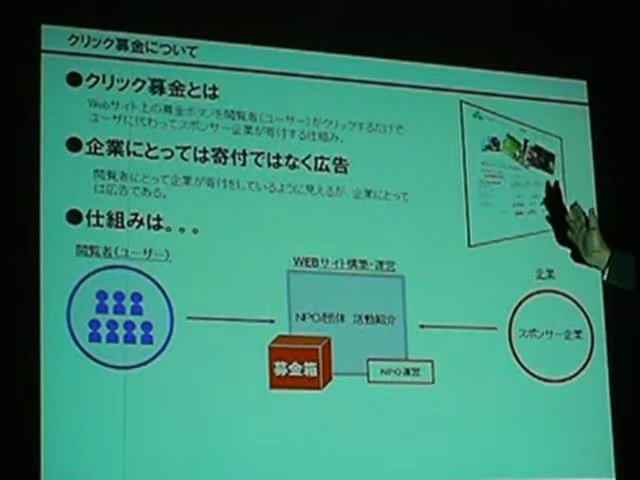 クリック募金について
●クリック募金とは
Webサイト上の募金ボタンを閲覧者(ユーザー)がクリックするだけで
ユーザに代わってスポンサー企業が寄付する仕組み。
●企業にとっては寄付ではなく広告
閲覧者にとって企業が寄付をしているように見えるが、企業にとって
は広告である。
●仕組みは。。。
閲覧者(ユーザー)
WEBサイト構築・運営
企業
NPO団体 活動紹介
スポンサー企業
募金箱
NPO運営